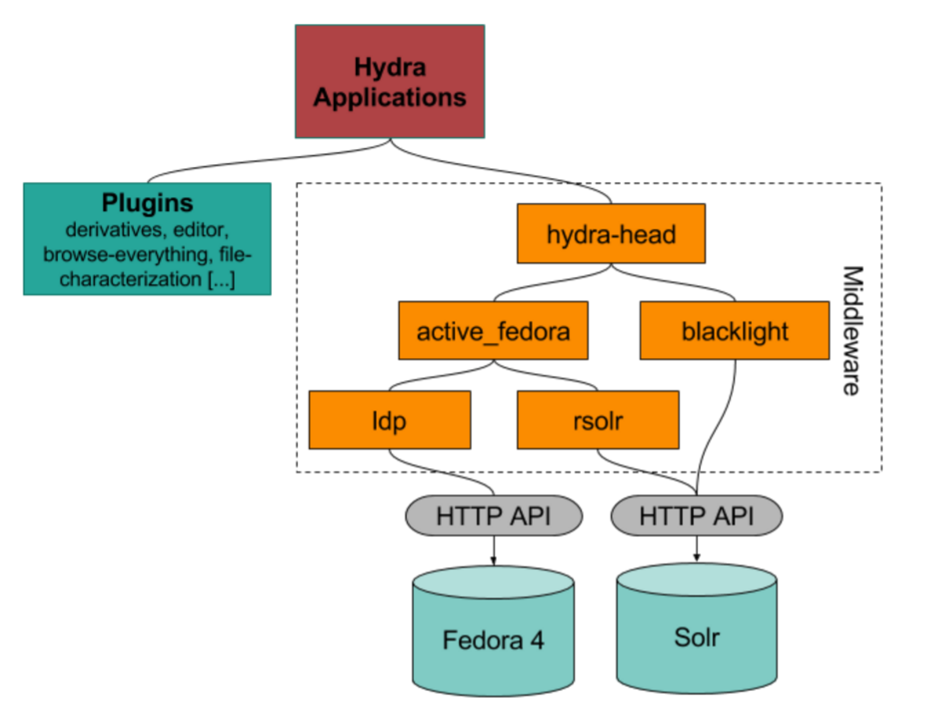 Hydra
Applications
Plugins
derivatives, editor,
browse-everything, file-
characterization [...]
hydra-head
Middleware
active_fedora
blacklight
ldp
rsolr
HTTP API
HTTP API
Fedora 4
Solr